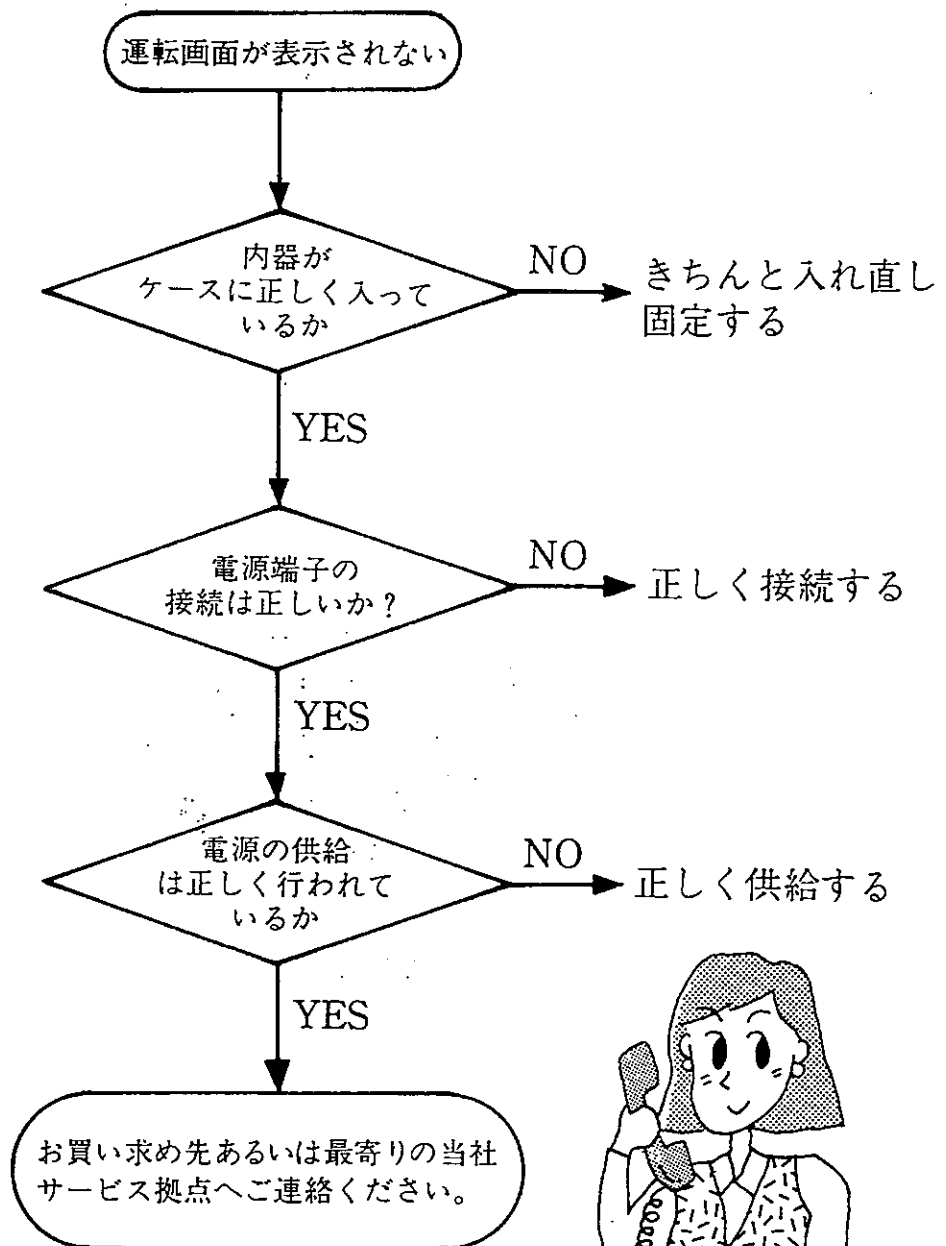 運転画面が表示されない
内器が
ケースに正しく入って
いるか
NO
きちんと入れ直し
固定する
YES
電源端子の
接続は正しいか?
NO
正しく接続する
YES
電源の供給
は正しく行われて
いるか
NO
正しく供給する
YES
お買い求め先あるいは最寄りの当社
サービス拠点へご連絡ください。